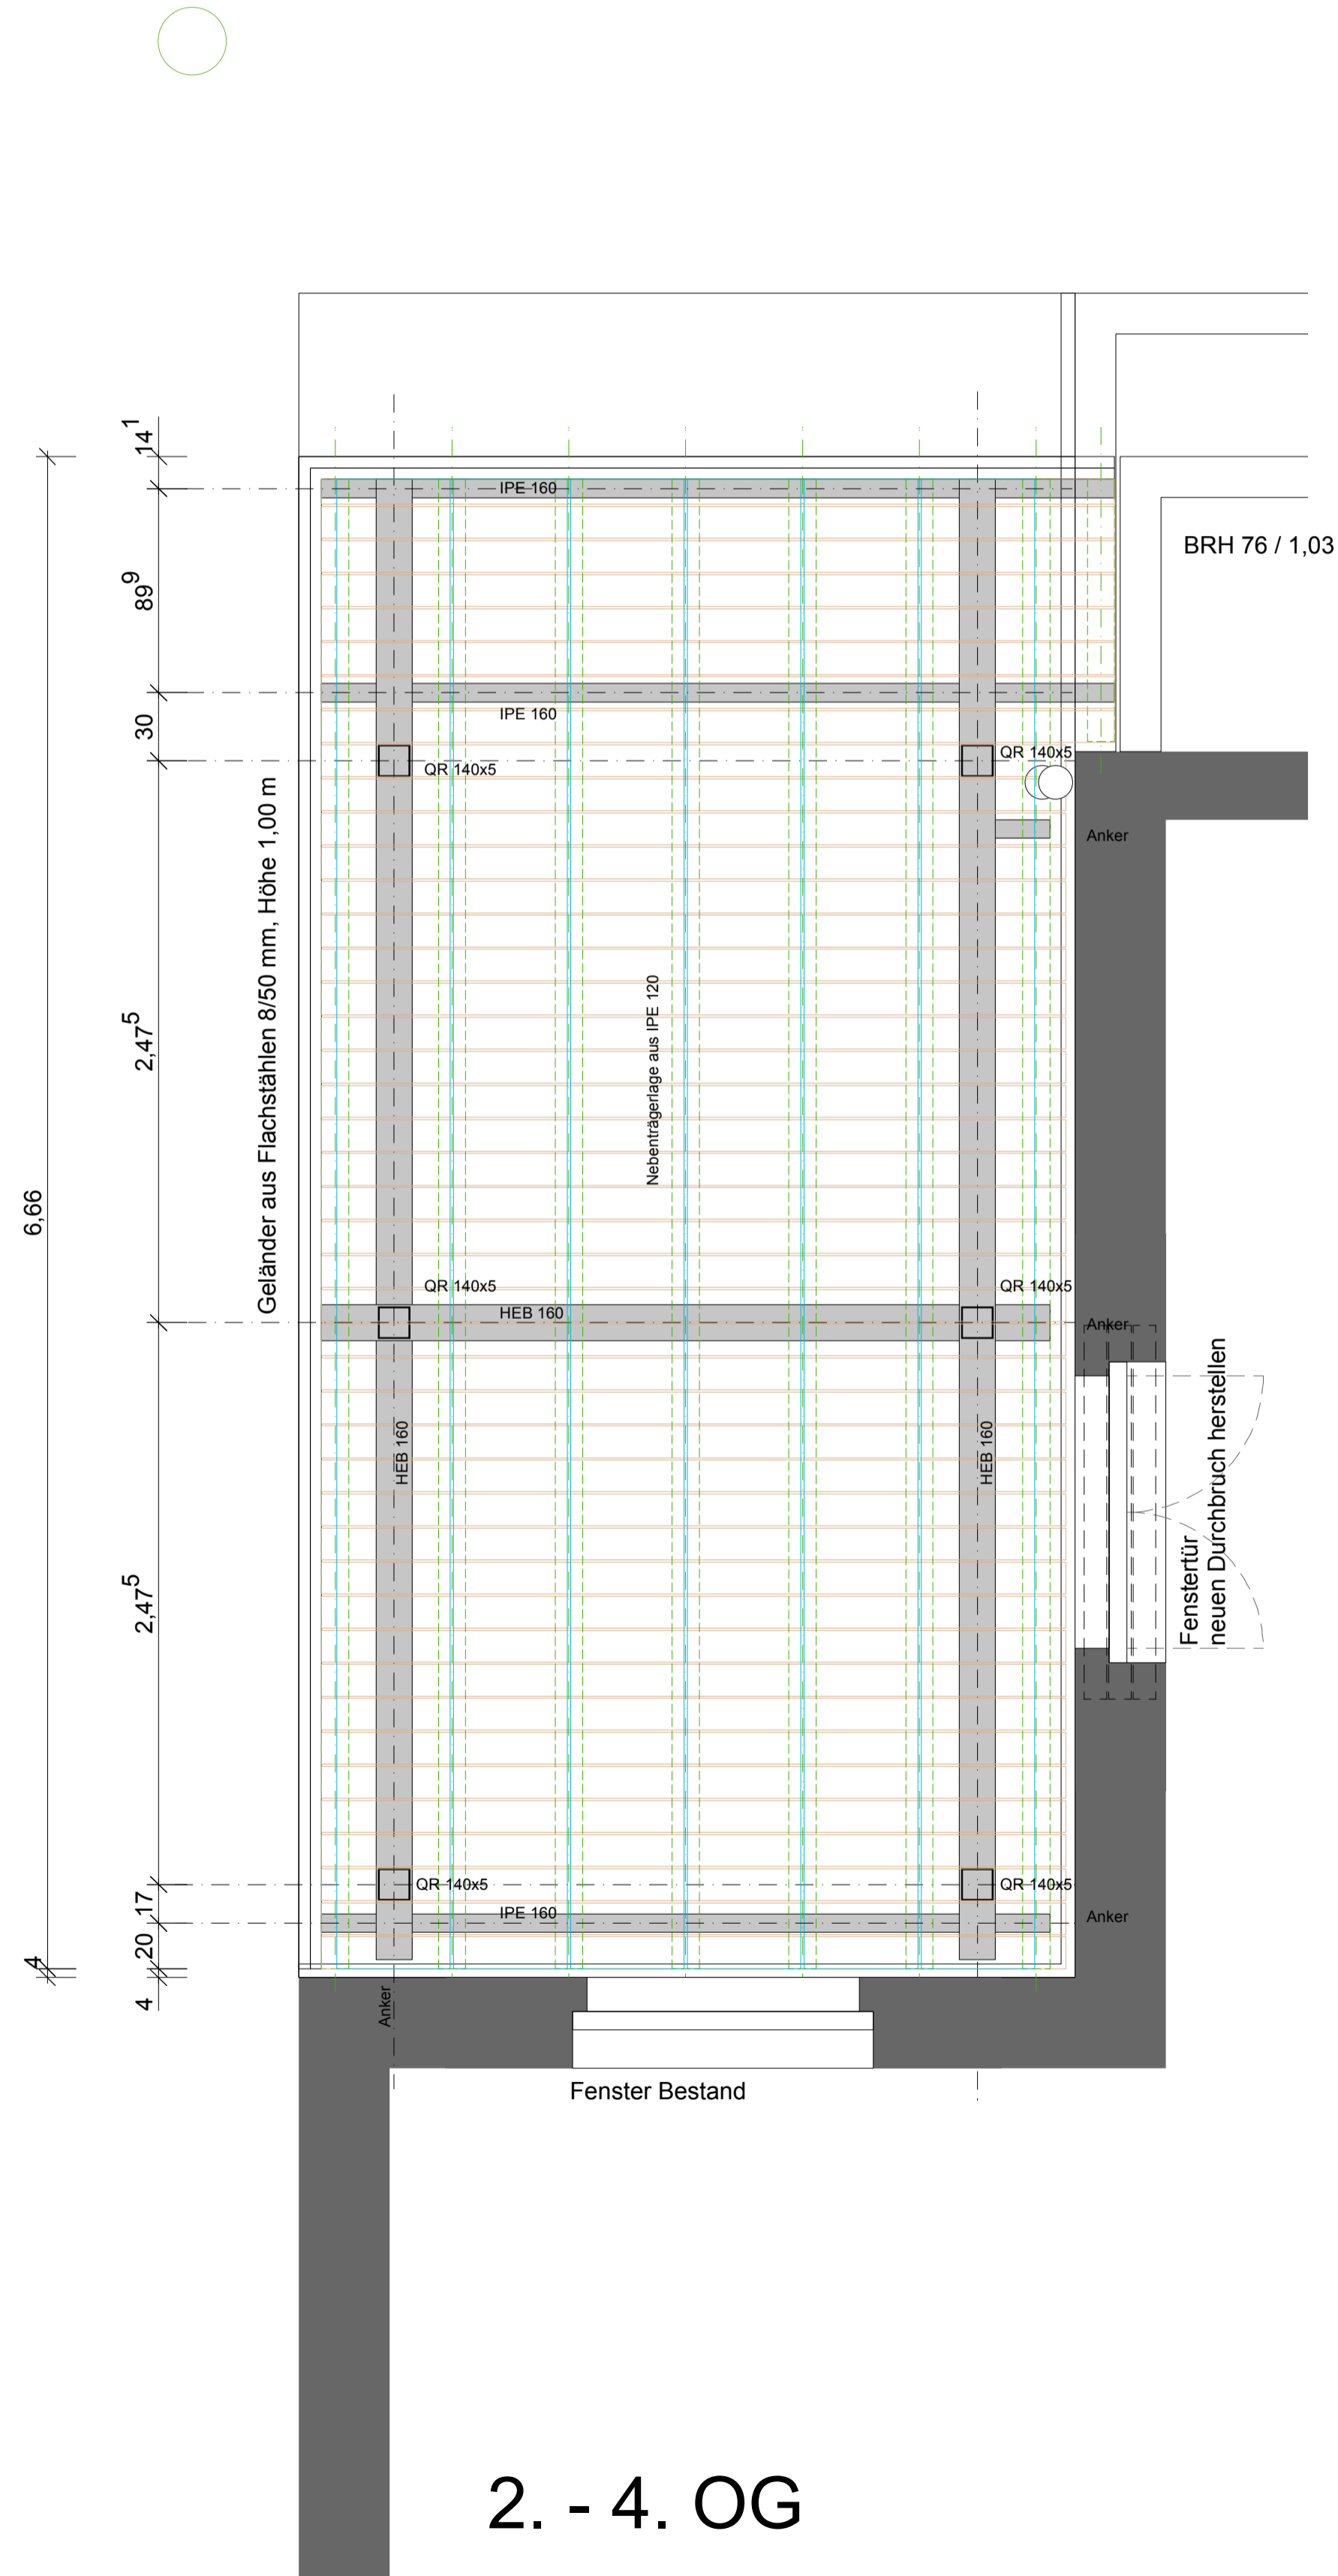 14¹
IPE 160
BRH 76 / 1,03
89⁹
30
IPE 160
QR 140x5
QR 140x5
Anker
Geländer aus Flachstählen 8/50 mm, Höhe 1,00 m
2,47⁵
Nebenträgerlage aus IPE 120
6,66
QR 140x5
QR 140x5
HEB 160
Anker
HEB 160
HEB 160
Fenstertür
neuen Durchbruch herstellen
2,47⁵
QR 140x5
QR 140x5
17
IPE 160
Anker
20
4
4
Anker
Fenster Bestand
2. - 4. OG